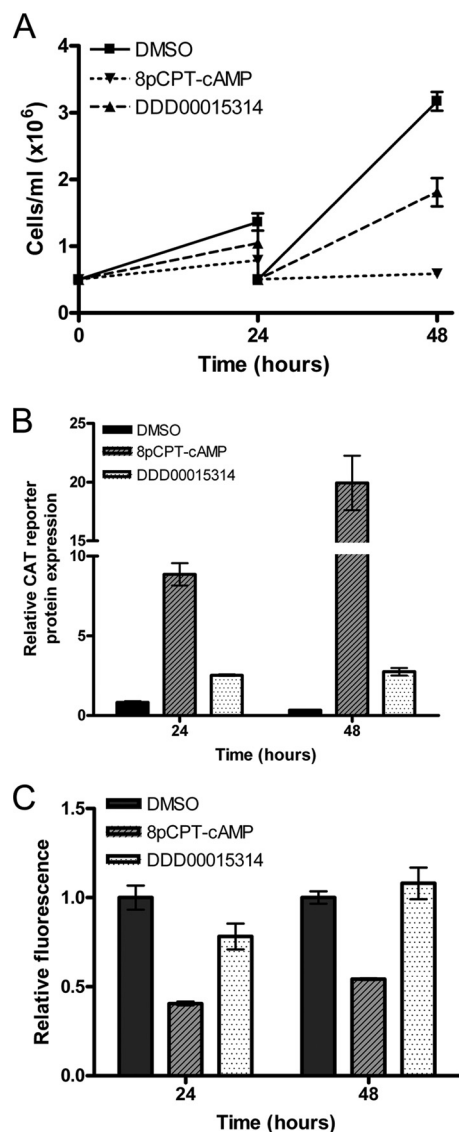 A
DMSO
8pCPT-cAMP
DDD00015314
Cells/ml (x10⁶)
4
3
2
1
0
0
24
48
Time (hours)
B
DMSO
8pCPT-cAMP
DDD00015314
Relative CAT reporter
protein expression
25
20
15
10
5
0
24
48
Time (hours)
C
DMSO
8pCPT-cAMP
DDD00015314
Relative fluorescence
1.5
1.0
0.5
0.0
24
48
Time (hours)